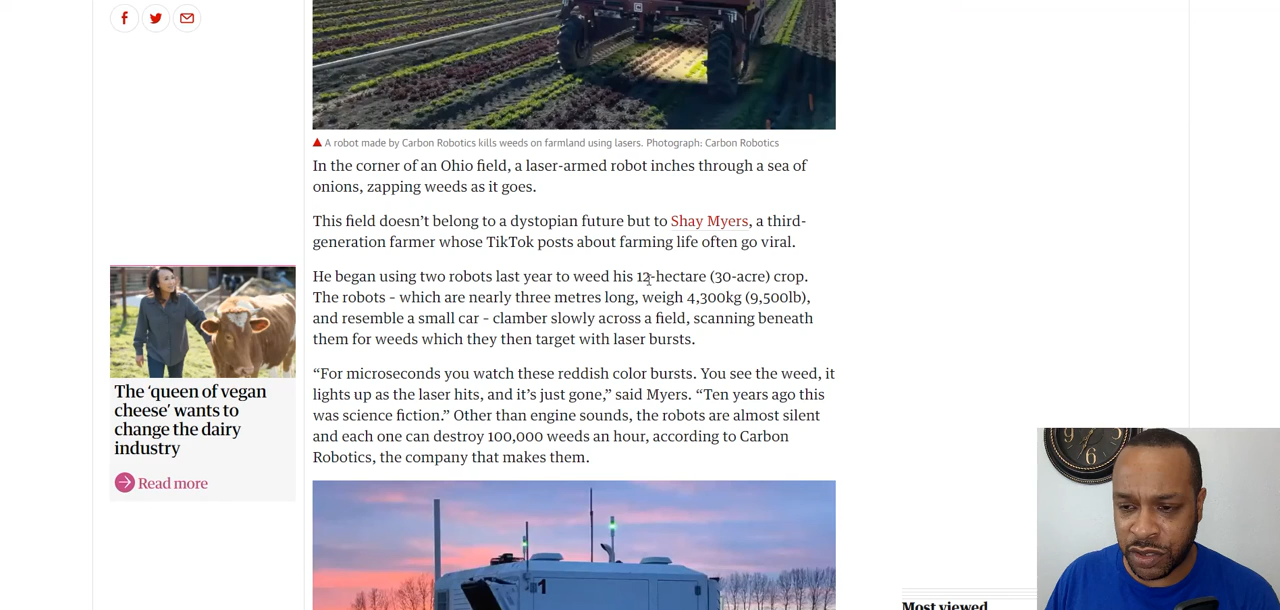 A robot made by Carbon Robotics kills weeds on farmland using lasers. Photograph: Carbon Robotics
In the corner of an Ohio field, a laser-armed robot inches through a sea of
onions, zapping weeds as it goes.
This field doesn't belong to a dystopian future but to Shay Myers, a third-
generation farmer whose TikTok posts about farming life often go viral.
He began using two robots last year to weed his 12-hectare (30-acre) crop.
The robots – which are nearly three metres long, weigh 4,300kg (9,500lb),
and resemble a small car – clamber slowly across a field, scanning beneath
them for weeds which they then target with laser bursts.
“For microseconds you watch these reddish color bursts. You see the weed, it
lights up as the laser hits, and it's just gone,” said Myers. “Ten years ago this
was science fiction.” Other than engine sounds, the robots are almost silent
and each one can destroy 100,000 weeds an hour, according to Carbon
Robotics, the company that makes them.
The ‘queen of vegan
cheese’ wants to
change the dairy
industry
Read more
1
Most viewed